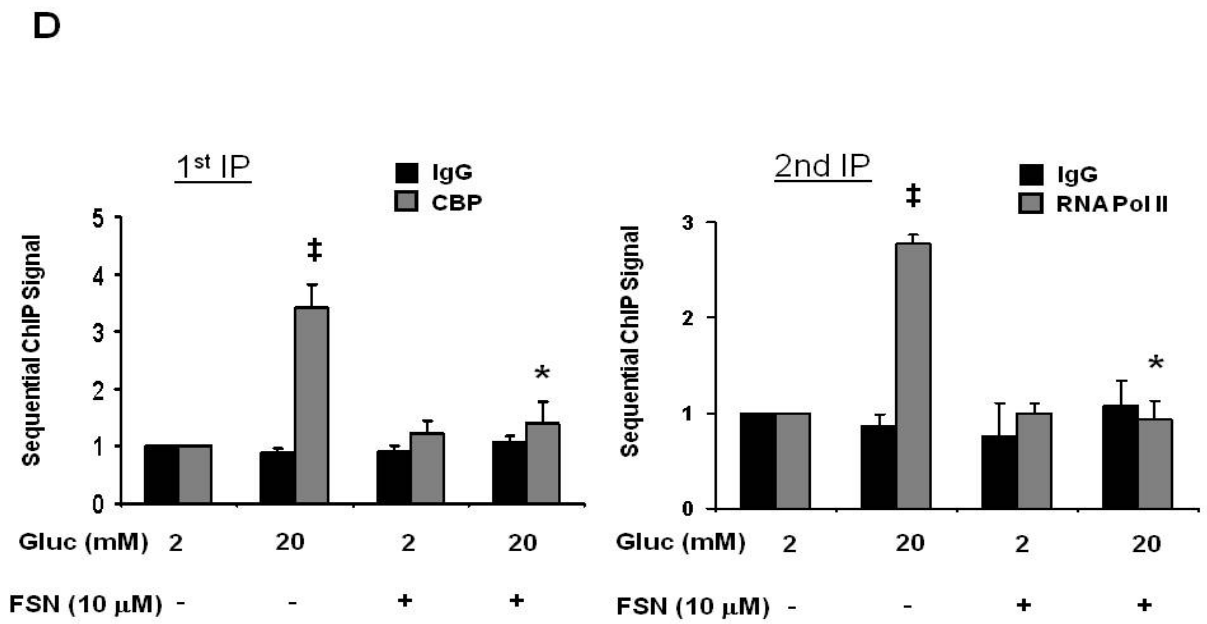 D
1st IP
IgG
CBP
Sequential ChIP Signal
5
4
3
2
1
0
‡
*
Gluc (mM) 2 20 2 20
FSN (10 µM) - - + +
2nd IP
IgG
RNA Pol II
Sequential ChIP Signal
3
2
1
0
‡
*
Gluc (mM) 2 20 2 20
FSN (10 µM) - - + +